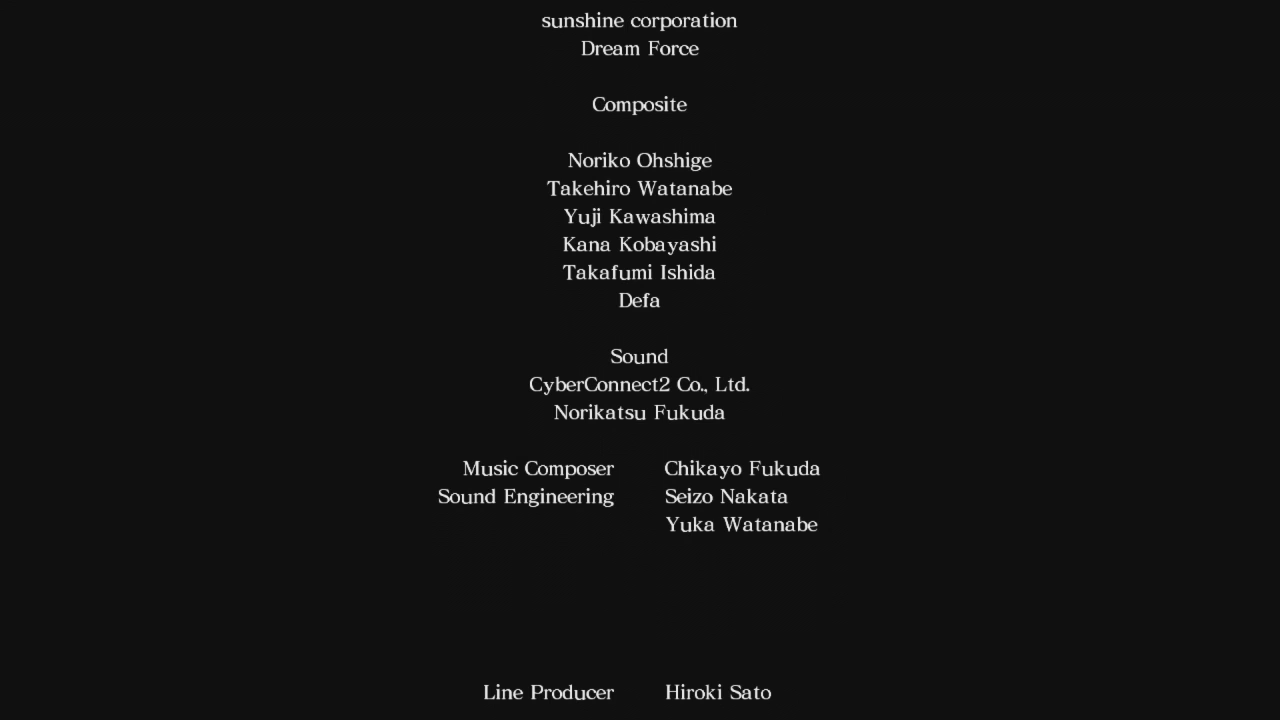 sunshine corporation
Dream Force
Composite
Noriko Ohshige
Takehiro Watanabe
Yuji Kawashima
Kana Kobayashi
Takafumi Ishida
Defa
Sound
CyberConnect2 Co., Ltd.
Norikatsu Fukuda
Music Composer Chikayo Fukuda
Sound Engineering Seizo Nakata
Yuka Watanabe
Line Producer Hiroki Sato